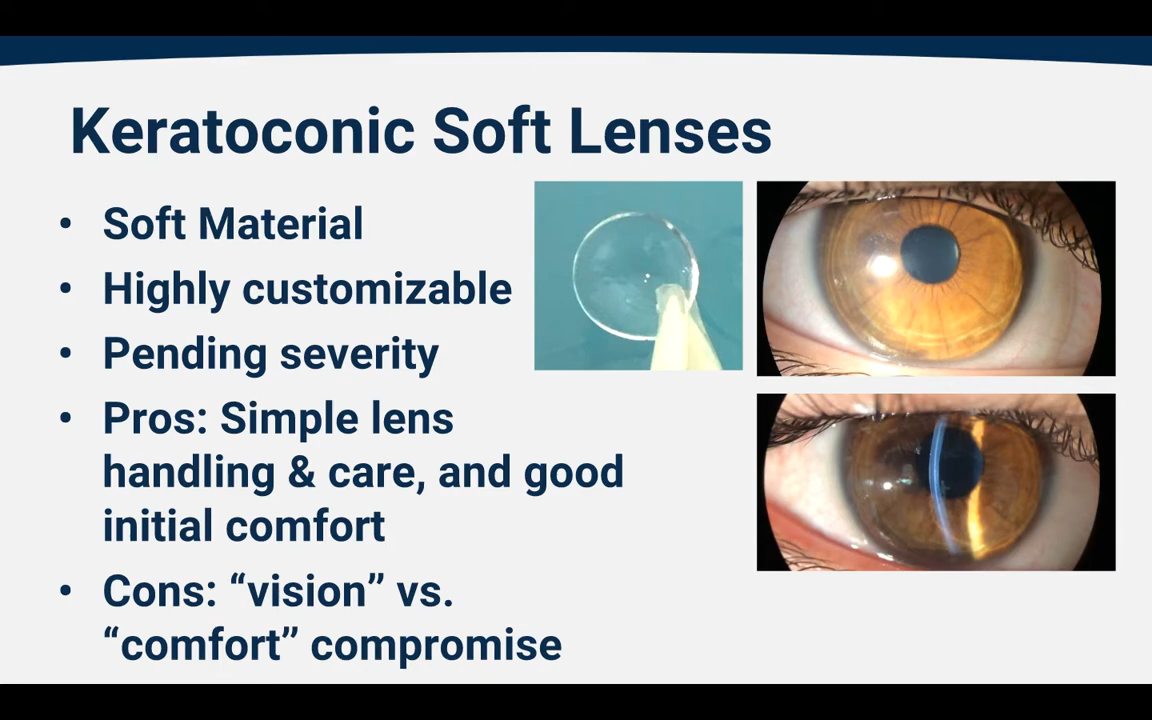 Keratoconic Soft Lenses
• Soft Material
• Highly customizable
• Pending severity
• Pros: Simple lens
handling & care, and good
initial comfort
• Cons: “vision” vs.
“comfort” compromise